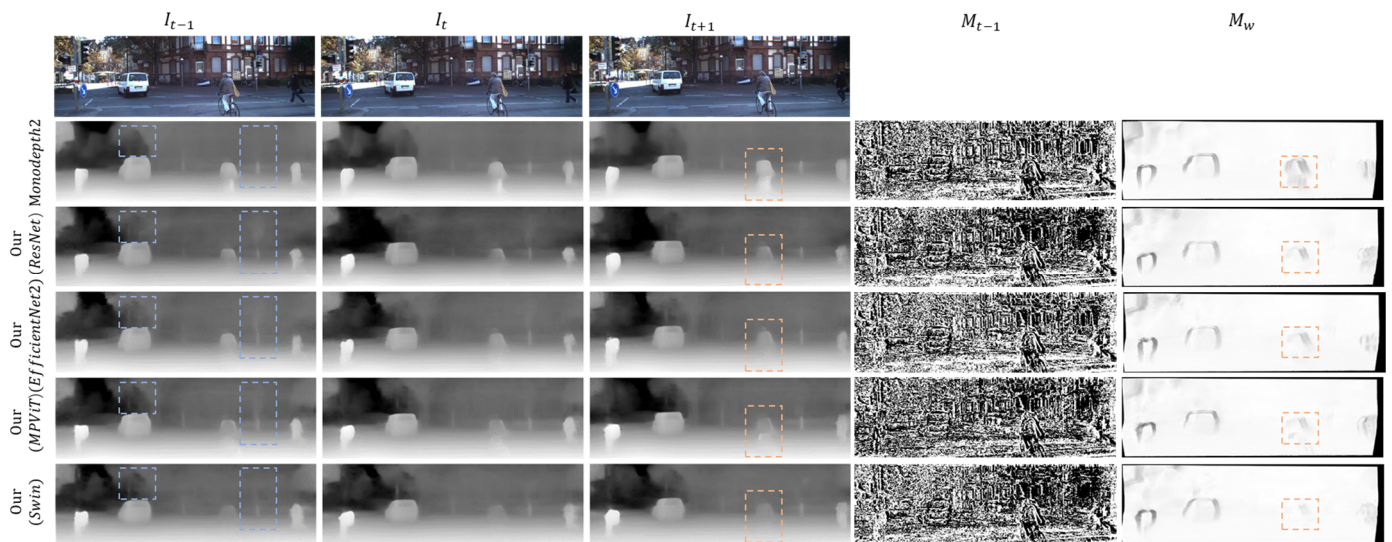 I_{t−1} I_t I_{t+1} M_{t−1} M_w
Monodepth2
Our
(ResNet)
Our
(EfficientNet2)
Our
(MPViT)
Our
(Swin)